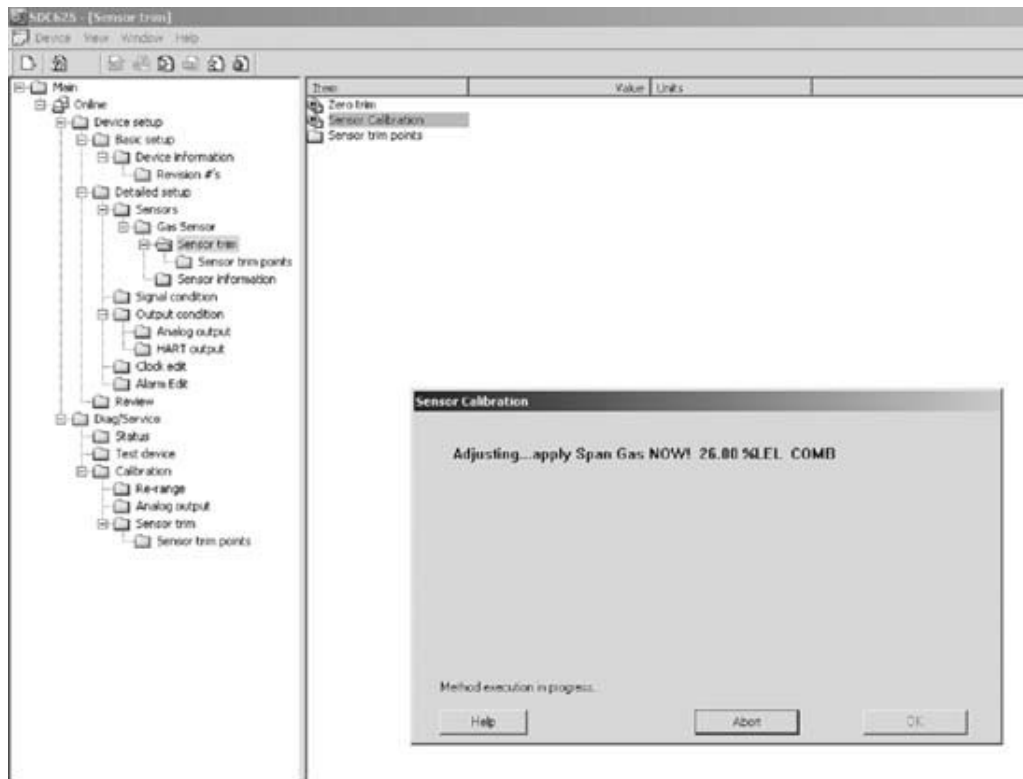 SDC625 - [Sensor trim]
Device View Window Help
Item Value Units
Main
Online
Device setup
Basic setup
Device information
Revision #'s
Detailed setup
Sensors
Gas Sensor
Sensor trim
Sensor trim points
Sensor information
Signal condition
Output condition
Analog output
HART output
Clock edit
Alarm Edit
Review
Diag/Service
Status
Test device
Calibration
Re-range
Analog output
Sensor trim
Sensor trim points
Zero trim
Sensor Calibration
Sensor trim points
Sensor Calibration
Adjusting...apply Span Gas NOW! 26.00 %LEL COMB
Method execution in progress.
Help Abort OK